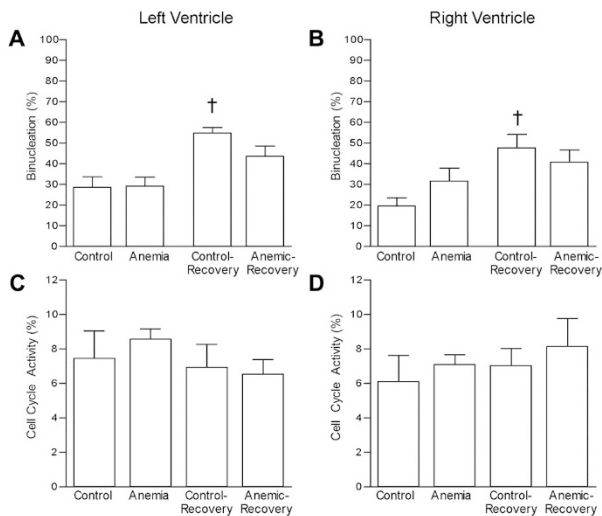 Left Ventricle
Right Ventricle
A
B
Binucleation (%)
100
90
80
70
60
50
40
30
20
10
0
†
Control
Anemia
Control-
Recovery
Anemic-
Recovery
Binucleation (%)
100
90
80
70
60
50
40
30
20
10
0
†
Control
Anemia
Control-
Recovery
Anemic-
Recovery
C
D
Cell Cycle Activity (%)
12
10
8
6
4
2
0
Control
Anemia
Control-
Recovery
Anemic-
Recovery
Cell Cycle Activity (%)
12
10
8
6
4
2
0
Control
Anemia
Control-
Recovery
Anemic-
Recovery